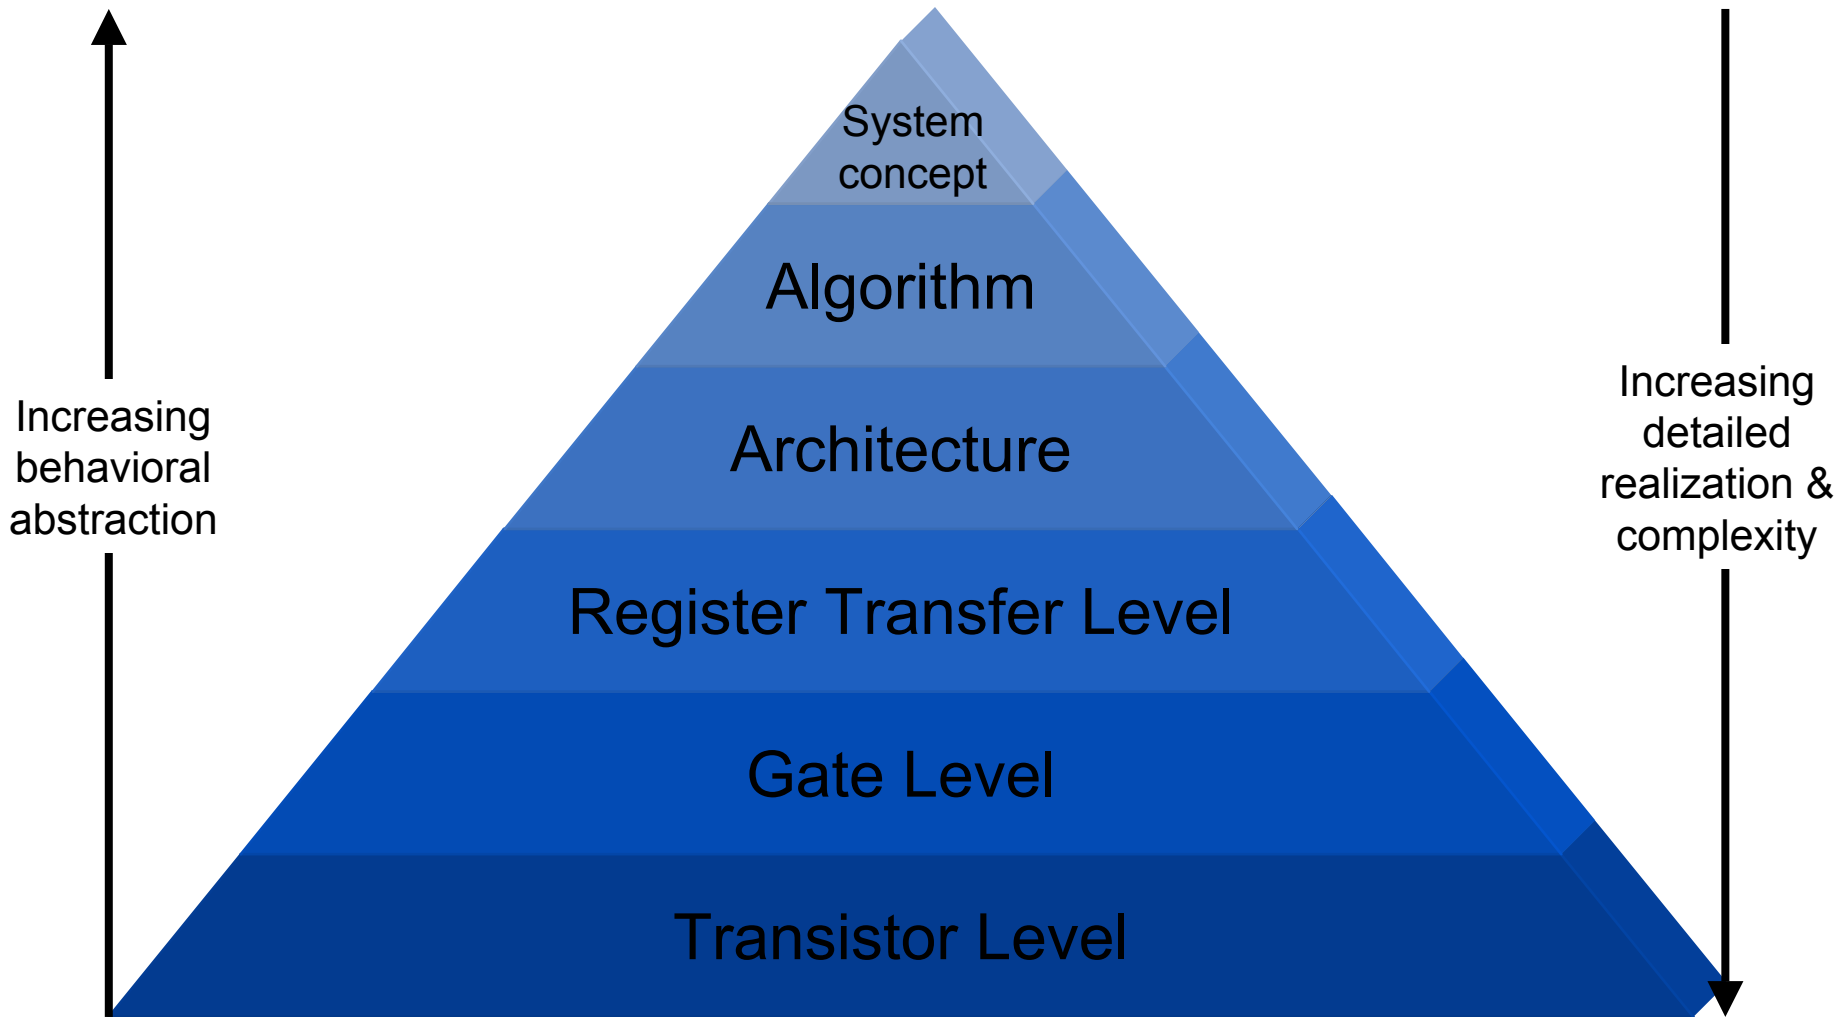 System
concept
Algorithm
Architecture
Register Transfer Level
Gate Level
Transistor Level
Increasing
behavioral
abstraction
Increasing
detailed
realization &
complexity